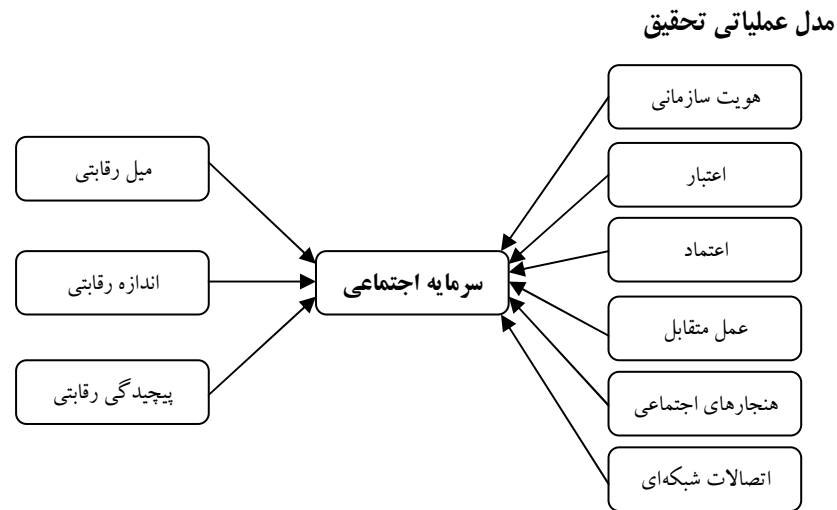 مدل عملیاتی تحقیق
هویت سازمانی
اعتبار
اعتماد
عمل متقابل
هنجارهای اجتماعی
اتصالات شبکه‌ای
سرمایه اجتماعی
میل رقابتی
اندازه رقابتی
پیچیدگی رقابتی